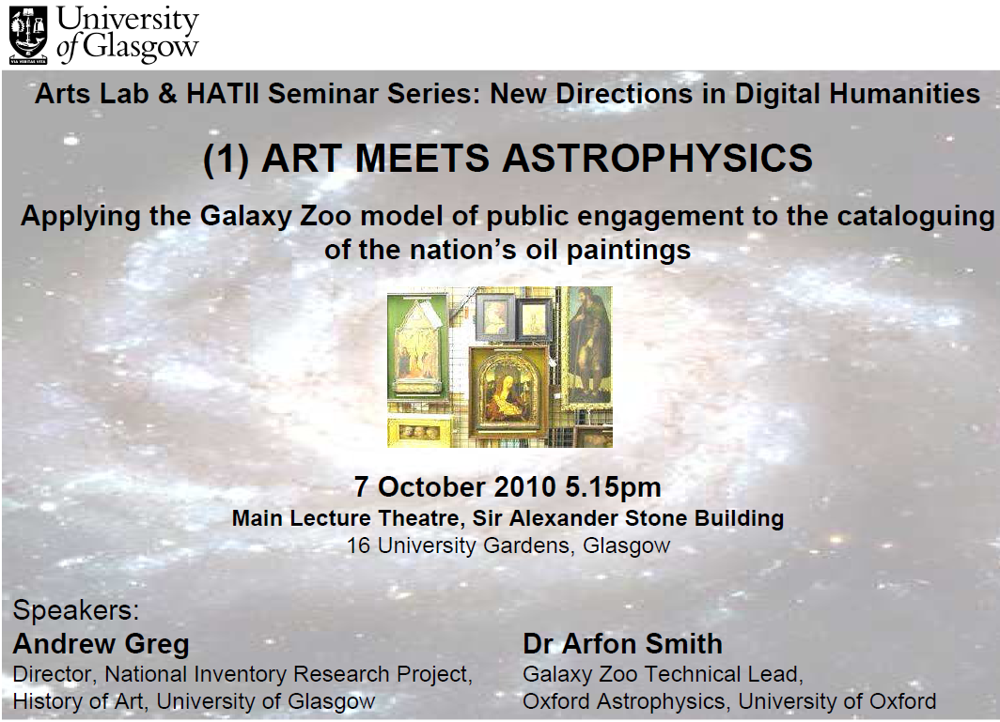 University
of Glasgow
VIA VERITAS VITA
Arts Lab & HATII Seminar Series: New Directions in Digital Humanities
(1) ART MEETS ASTROPHYSICS
Applying the Galaxy Zoo model of public engagement to the cataloguing
of the nation’s oil paintings
7 October 2010 5.15pm
Main Lecture Theatre, Sir Alexander Stone Building
16 University Gardens, Glasgow
Speakers:
Andrew Greg
Director, National Inventory Research Project,
History of Art, University of Glasgow
Dr Arfon Smith
Galaxy Zoo Technical Lead,
Oxford Astrophysics, University of Oxford